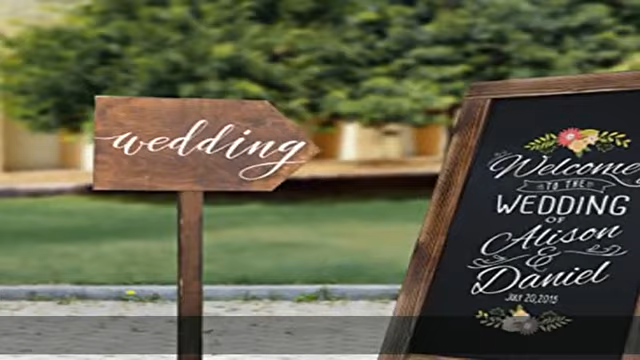 wedding
Welcome
TO THE
WEDDING
OF
Alison
&
Daniel
JULY 20, 2015